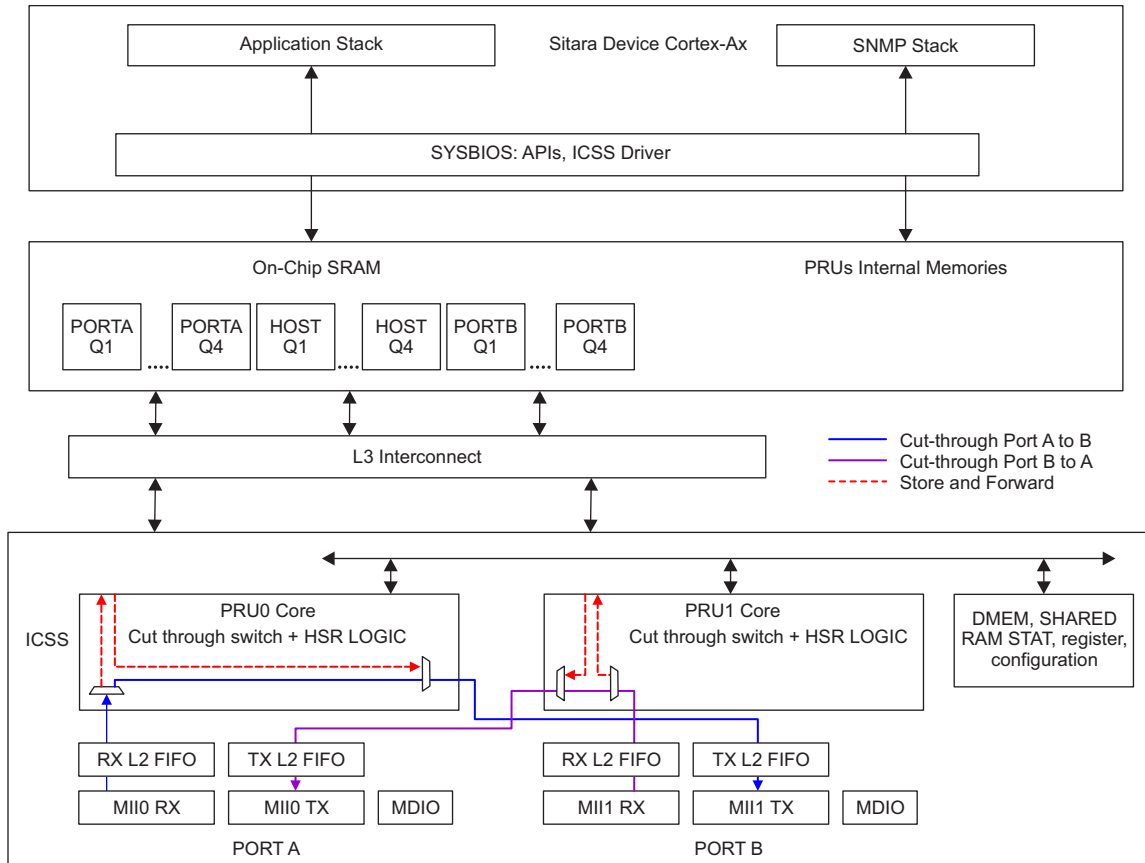 Application Stack
Sitara Device Cortex-Ax
SNMP Stack
SYSBIOS: APIs, ICSS Driver
On-Chip SRAM
PRUs Internal Memories
PORTA
Q1
....
PORTA
Q4
HOST
Q1
....
HOST
Q4
PORTB
Q1
....
PORTB
Q4
L3 Interconnect
Cut-through Port A to B
Cut-through Port B to A
Store and Forward
ICSS
PRU0 Core
Cut through switch + HSR LOGIC
PRU1 Core
Cut through switch + HSR LOGIC
DMEM, SHARED
RAM STAT, register,
configuration
RX L2 FIFO
TX L2 FIFO
RX L2 FIFO
TX L2 FIFO
MII0 RX
MII0 TX
MDIO
MII1 RX
MII1 TX
MDIO
PORT A
PORT B